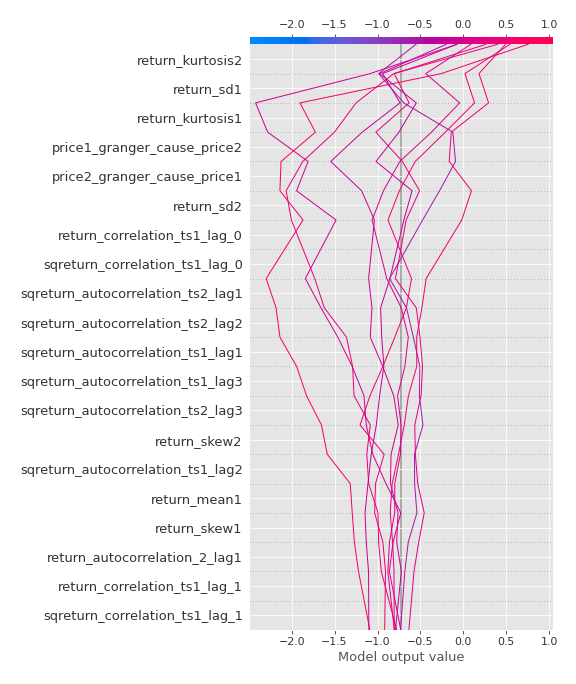 −2.0 −1.5 −1.0 −0.5 0.0 0.5 1.0
return_kurtosis2
return_sd1
return_kurtosis1
price1_granger_cause_price2
price2_granger_cause_price1
return_sd2
return_correlation_ts1_lag_0
sqreturn_correlation_ts1_lag_0
sqreturn_autocorrelation_ts2_lag1
sqreturn_autocorrelation_ts2_lag2
sqreturn_autocorrelation_ts1_lag1
sqreturn_autocorrelation_ts1_lag3
sqreturn_autocorrelation_ts2_lag3
return_skew2
sqreturn_autocorrelation_ts1_lag2
return_mean1
return_skew1
return_autocorrelation_2_lag1
return_correlation_ts1_lag_1
sqreturn_correlation_ts1_lag_1
−2.0 −1.5 −1.0 −0.5 0.0 0.5 1.0
Model output value